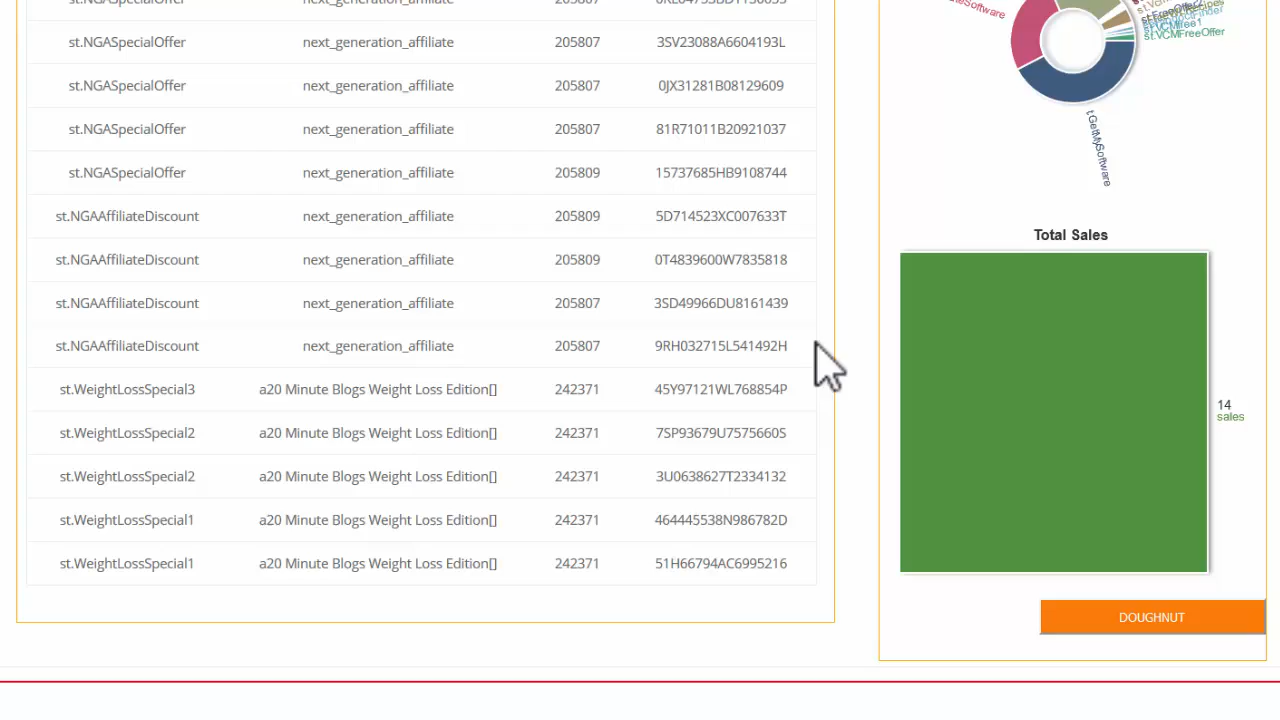 next_generation_affiliate 205807
st.NGASpecialOffer next_generation_affiliate 205807 3SV23088A6604193L
st.NGASpecialOffer next_generation_affiliate 205807 0JX31281B08129609
st.NGASpecialOffer next_generation_affiliate 205807 81R71011B20921037
st.NGASpecialOffer next_generation_affiliate 205809 15737685HB9108744
st.NGAAffiliateDiscount next_generation_affiliate 205809 5D714523XC007633T
st.NGAAffiliateDiscount next_generation_affiliate 205809 0T4839600W7835818
st.NGAAffiliateDiscount next_generation_affiliate 205807 3SD49966DU8161439
st.NGAAffiliateDiscount next_generation_affiliate 205807 9RH032715L541492H
st.WeightLossSpecial3 a20 Minute Blogs Weight Loss Edition[] 242371 45Y97121WL768854P
st.WeightLossSpecial2 a20 Minute Blogs Weight Loss Edition[] 242371 7SP93679U7575660S
st.WeightLossSpecial2 a20 Minute Blogs Weight Loss Edition[] 242371 3U0638627T2334132
st.WeightLossSpecial1 a20 Minute Blogs Weight Loss Edition[] 242371 464445538N986782D
st.WeightLossSpecial1 a20 Minute Blogs Weight Loss Edition[] 242371 51H66794AC6995216
st.VCMFreeOffer
t.GetMySoftware
Total Sales
14
sales
DOUGHNUT